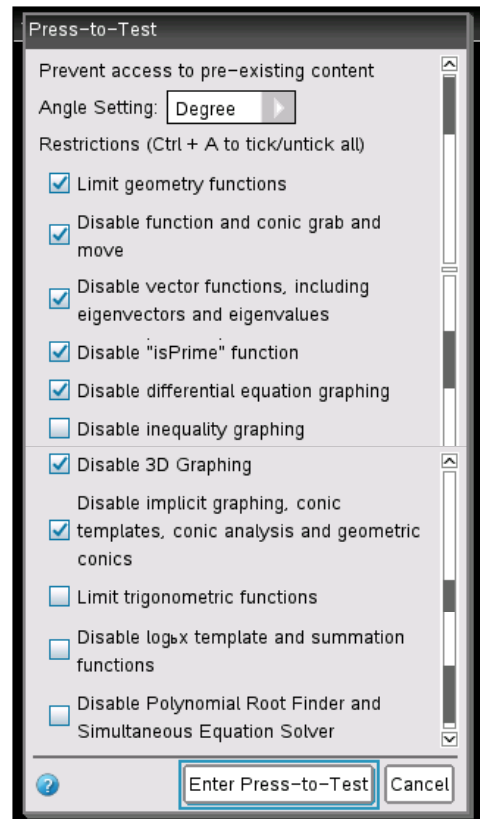 Press-to-Test
Prevent access to pre-existing content
Angle Setting: Degree
Restrictions (Ctrl + A to tick/untick all)
Limit geometry functions
Disable function and conic grab and
move
Disable vector functions, including
eigenvectors and eigenvalues
Disable "isPrime" function
Disable differential equation graphing
Disable inequality graphing
Disable 3D Graphing
Disable implicit graphing, conic
templates, conic analysis and geometric
conics
Limit trigonometric functions
Disable logьx template and summation
functions
Disable Polynomial Root Finder and
Simultaneous Equation Solver
? Enter Press-to-Test Cancel